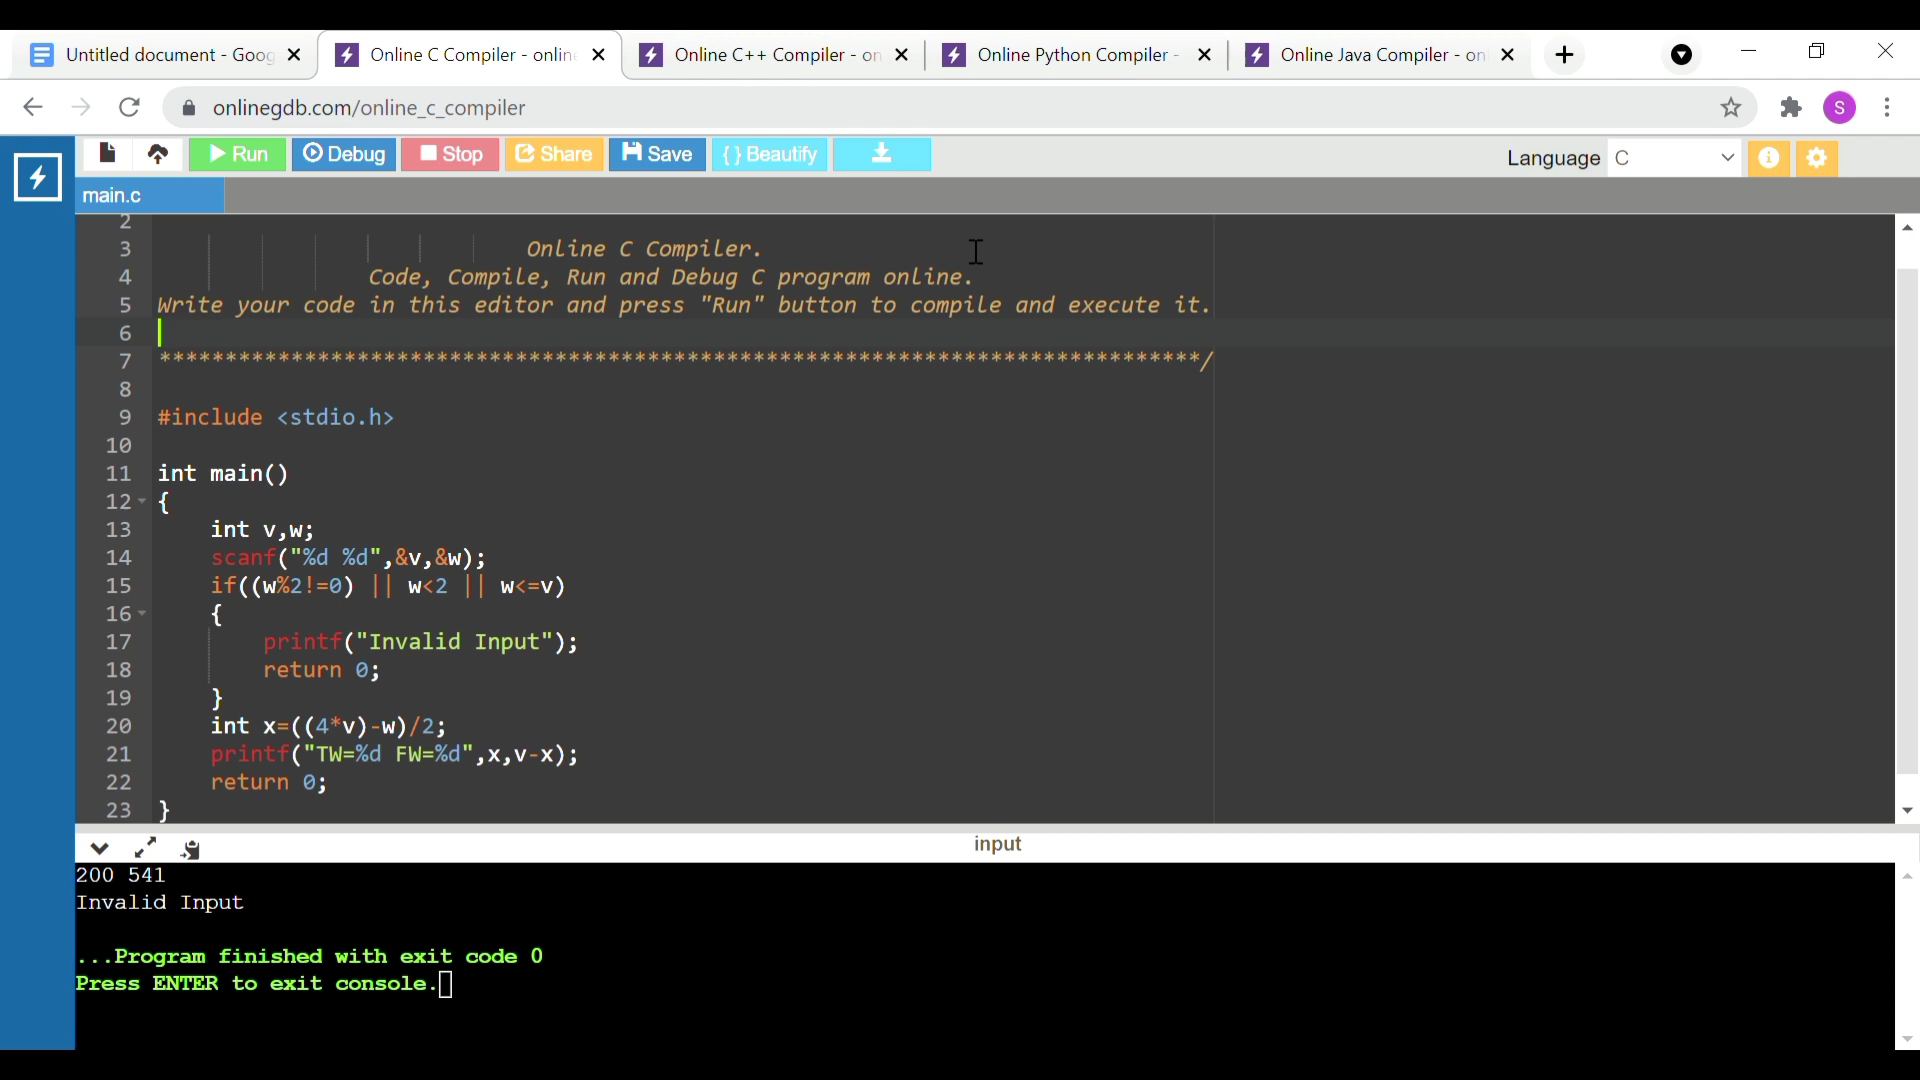 Untitled document - Goog
Online C Compiler - onlin
Online C++ Compiler - on
Online Python Compiler -
Online Java Compiler - on
onlinegdb.com/online_c_compiler
S
Run
Debug
Stop
Share
Save
{ } Beautify
Language C
main.c
2
3 Online C Compiler.
4 Code, Compile, Run and Debug C program online.
5 Write your code in this editor and press "Run" button to compile and execute it.
6
7 *******************************************************************************/
8
9 #include <stdio.h>
10
11 int main()
12 {
13 int v,w;
14 scanf("%d %d",&v,&w);
15 if((w%2!=0) || w<2 || w<=v)
16 {
17 printf("Invalid Input");
18 return 0;
19 }
20 int x=((4*v)-w)/2;
21 printf("TW=%d FW=%d",x,v-x);
22 return 0;
23 }
input
200 541
Invalid Input
...Program finished with exit code 0
Press ENTER to exit console.